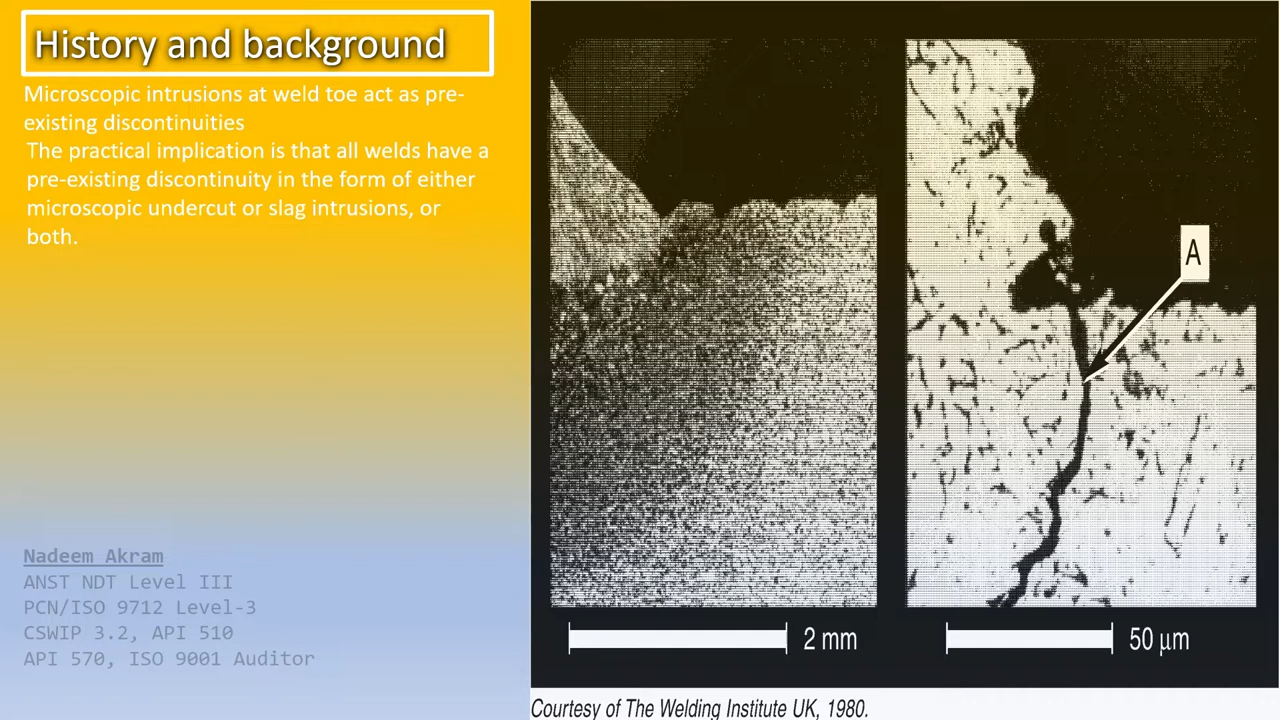 History and background
Microscopic intrusions at weld toe act as pre-
existing discontinuities
The practical implication is that all welds have a
pre-existing discontinuity in the form of either
microscopic undercut or slag intrusions, or
both.
Nadeem Akram
ANST NDT Level III
PCN/ISO 9712 Level-3
CSWIP 3.2, API 510
API 570, ISO 9001 Auditor
A
2 mm
50 μm
Courtesy of The Welding Institute UK, 1980.